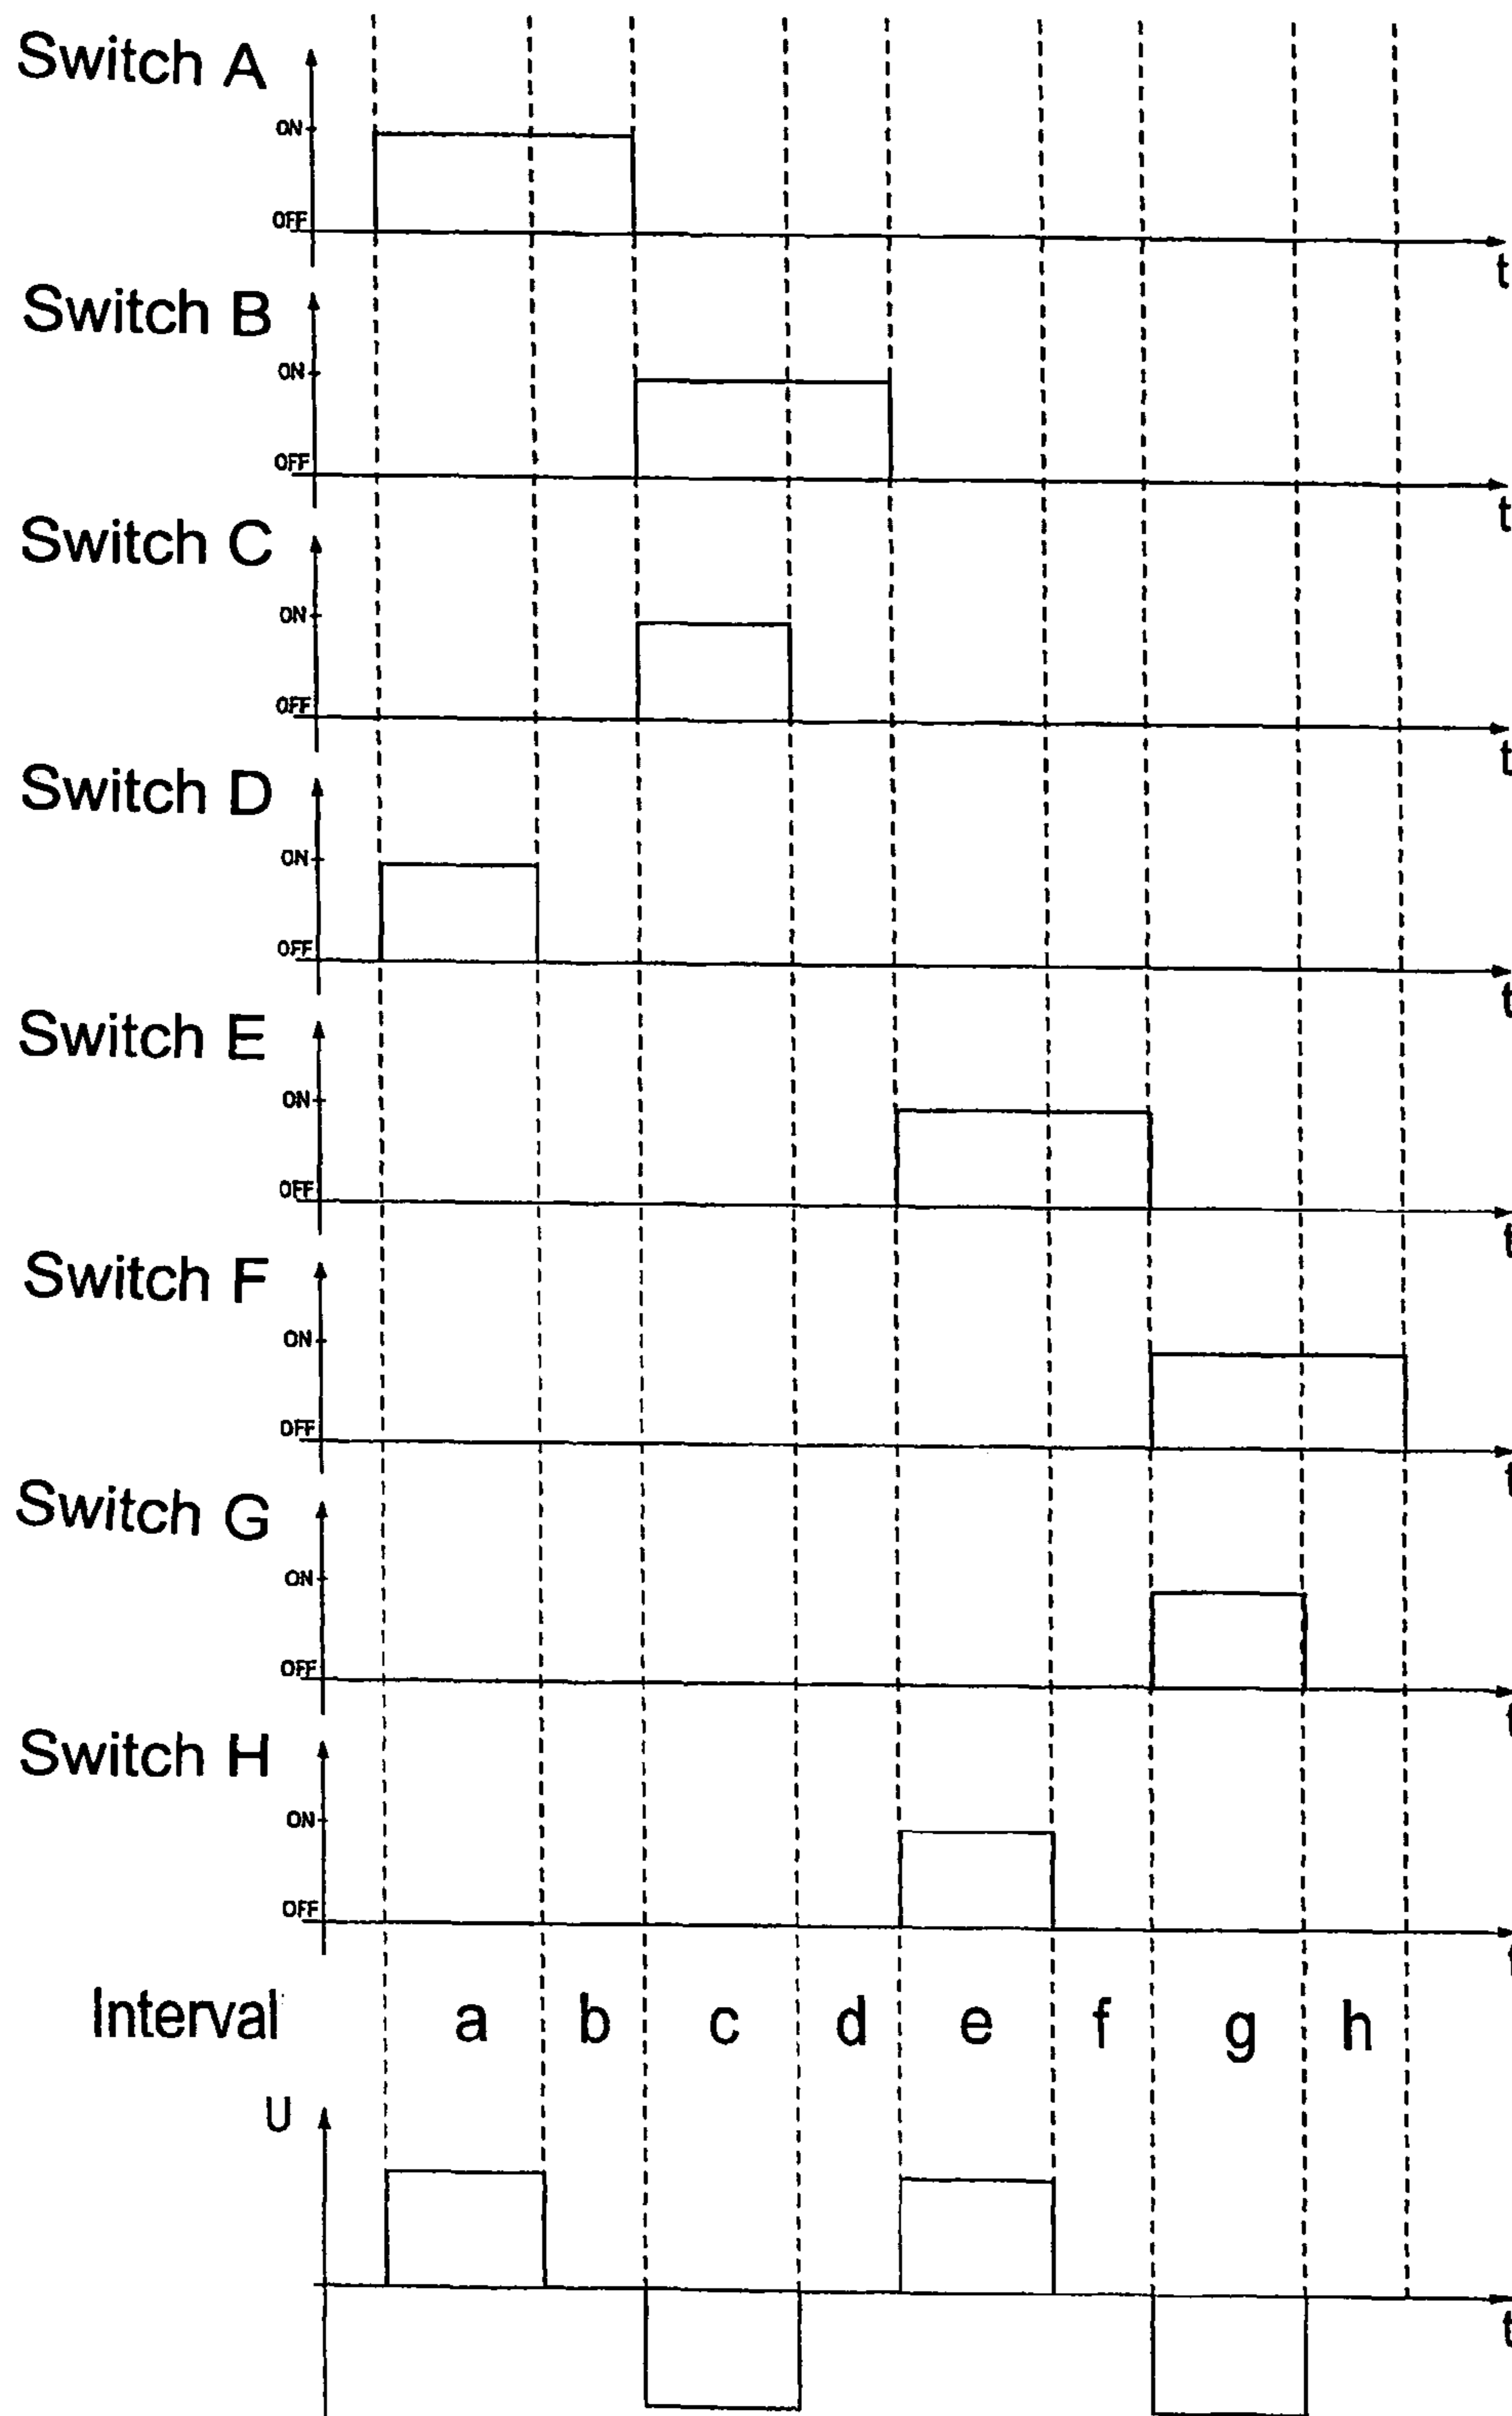 Switch A
ON
OFF
t
Switch B
ON
OFF
t
Switch C
ON
OFF
t
Switch D
ON
OFF
t
Switch E
ON
OFF
t
Switch F
ON
OFF
t
Switch G
ON
OFF
t
Switch H
ON
OFF
t
Interval a b c d e f g h
U
t